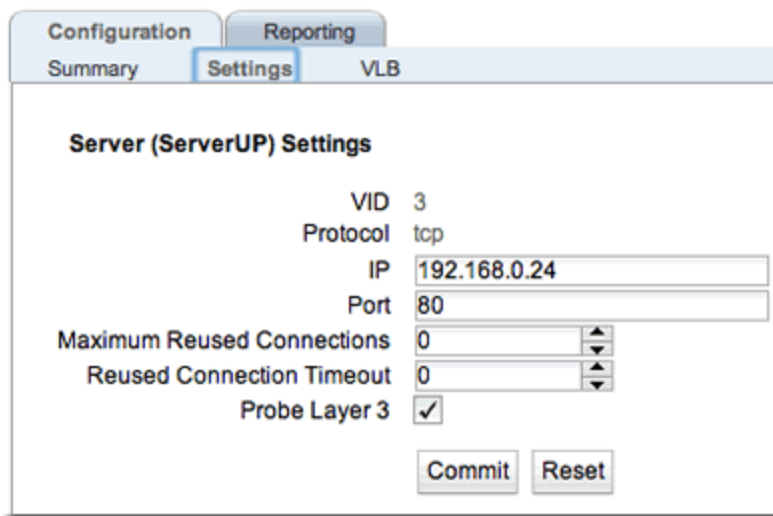 Configuration Reporting
Summary Settings VLB
Server (ServerUP) Settings
VID 3
Protocol tcp
IP 192.168.0.24
Port 80
Maximum Reused Connections 0
Reused Connection Timeout 0
Probe Layer 3 ✓
Commit Reset